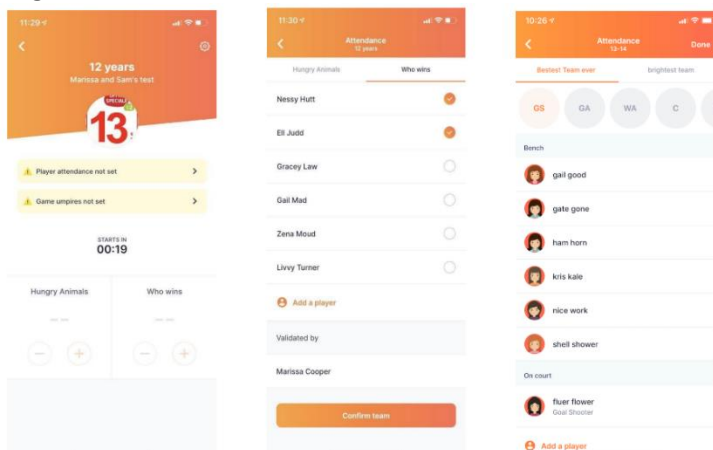 11:29
12 years
Marissa and Sam's test
SPECIAL
13
Player attendance not set
Game umpires not set
STARTS IN
00:19
Hungry Animals
Who wins
11:30
Attendance
12 years
Hungry Animals
Who wins
Nessy Hutt
Eli Judd
Gracey Law
Gail Mad
Zena Moud
Livvy Turner
Add a player
Validated by
Marissa Cooper
Confirm team
10:26
Attendance
13-14
Done
Bestest Team ever
brightest team
GS
GA
WA
C
Bench
gail good
gate gone
ham horn
kris kale
nice work
shell shower
On court
fluer flower
Goal Shooter
Add a player